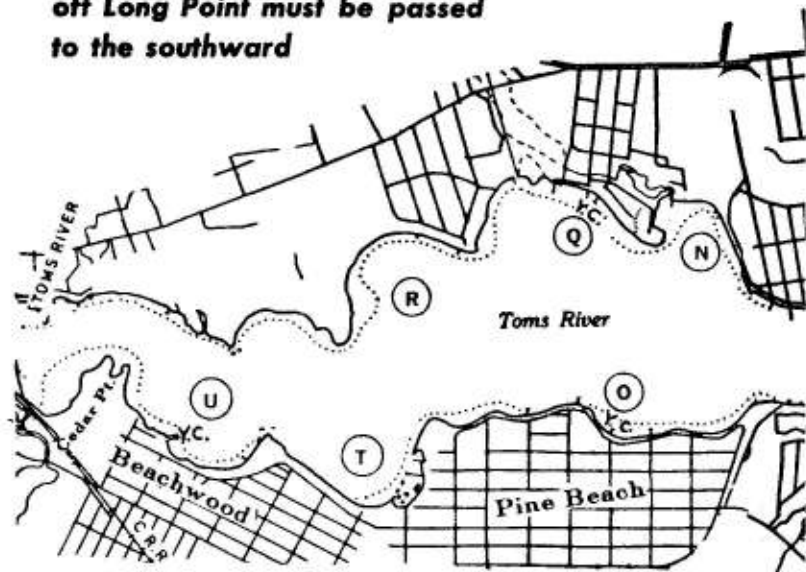 off Long Point must be passed
to the southward
TOMS RIVER
Y.C.
Q
N
R
Toms River
U
O
Y.C.
Y.C.
Cedar Pt.
T
Beachwood
Pine Beach
C.R.R